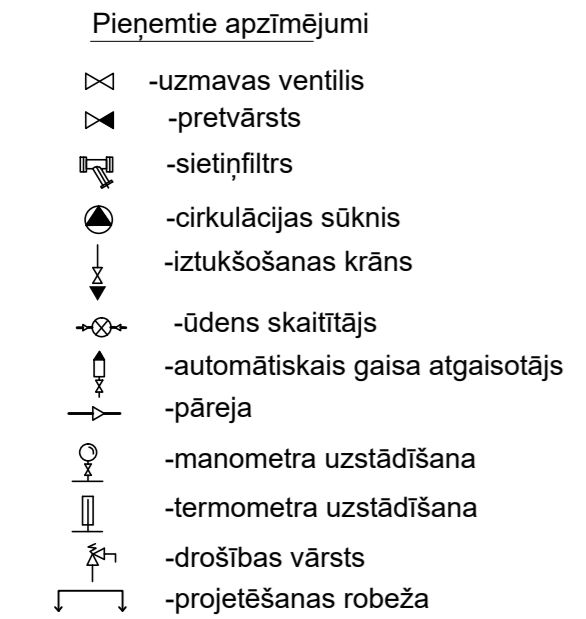 Pieņemtie apzīmējumi
-uzmavas ventilis
-pretvārsts
-sietiņfiltrs
-cirkulācijas sūknis
-iztukšošanas krāns
-ūdens skaitītājs
-automātiskais gaisa atgaisotājs
-pāreja
-manometra uzstādīšana
-termometra uzstādīšana
-drošības vārsts
-projetēšanas robeža